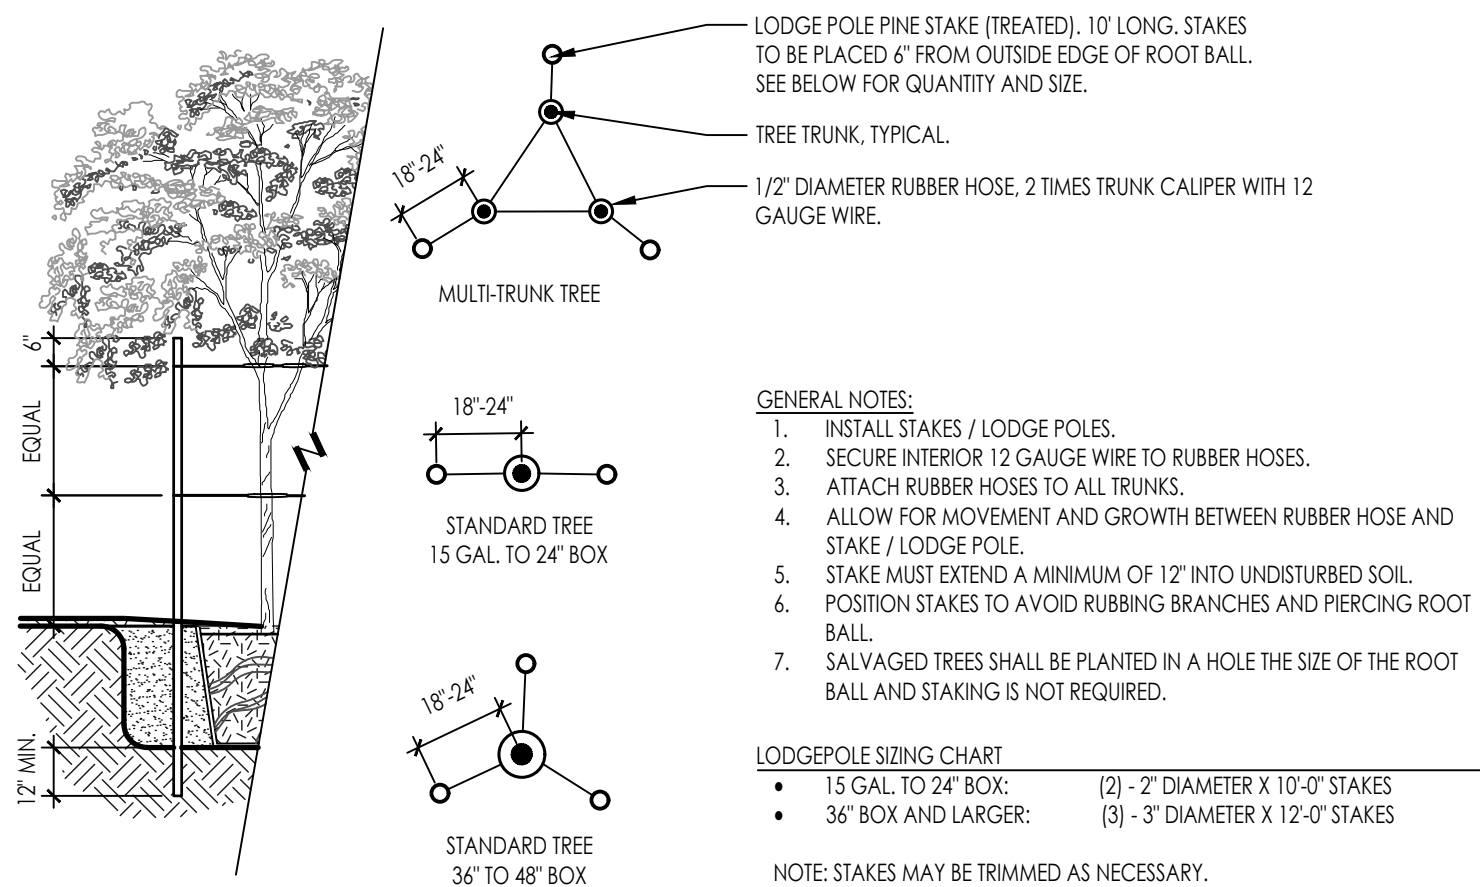 LODGE POLE PINE STAKE (TREATED). 10' LONG. STAKES
TO BE PLACED 6" FROM OUTSIDE EDGE OF ROOT BALL.
SEE BELOW FOR QUANTITY AND SIZE.
TREE TRUNK, TYPICAL.
1/2" DIAMETER RUBBER HOSE, 2 TIMES TRUNK CALIPER WITH 12
GAUGE WIRE.
18"-24"
MULTI-TRUNK TREE
6"
EQUAL
EQUAL
12" MIN.
18"-24"
STANDARD TREE
15 GAL. TO 24" BOX
18"-24"
STANDARD TREE
36" TO 48" BOX
GENERAL NOTES:
1. INSTALL STAKES / LODGE POLES.
2. SECURE INTERIOR 12 GAUGE WIRE TO RUBBER HOSES.
3. ATTACH RUBBER HOSES TO ALL TRUNKS.
4. ALLOW FOR MOVEMENT AND GROWTH BETWEEN RUBBER HOSE AND
STAKE / LODGE POLE.
5. STAKE MUST EXTEND A MINIMUM OF 12" INTO UNDISTURBED SOIL.
6. POSITION STAKES TO AVOID RUBBING BRANCHES AND PIERCING ROOT
BALL.
7. SALVAGED TREES SHALL BE PLANTED IN A HOLE THE SIZE OF THE ROOT
BALL AND STAKING IS NOT REQUIRED.
LODGEPOLE SIZING CHART
• 15 GAL. TO 24" BOX: (2) - 2" DIAMETER X 10'-0" STAKES
• 36" BOX AND LARGER: (3) - 3" DIAMETER X 12'-0" STAKES
NOTE: STAKES MAY BE TRIMMED AS NECESSARY.